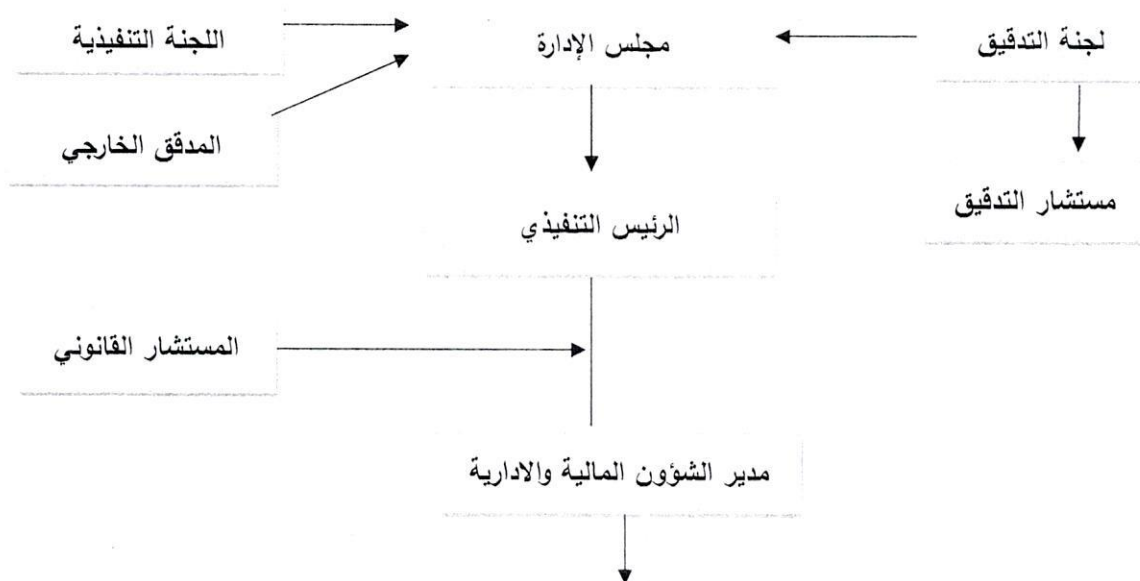 اللجنة التنفيذية
مجلس الإدارة
لجنة التدقيق
المدقق الخارجي
مستشار التدقيق
الرئيس التنفيذي
المستشار القانوني
مدير الشؤون المالية والادارية